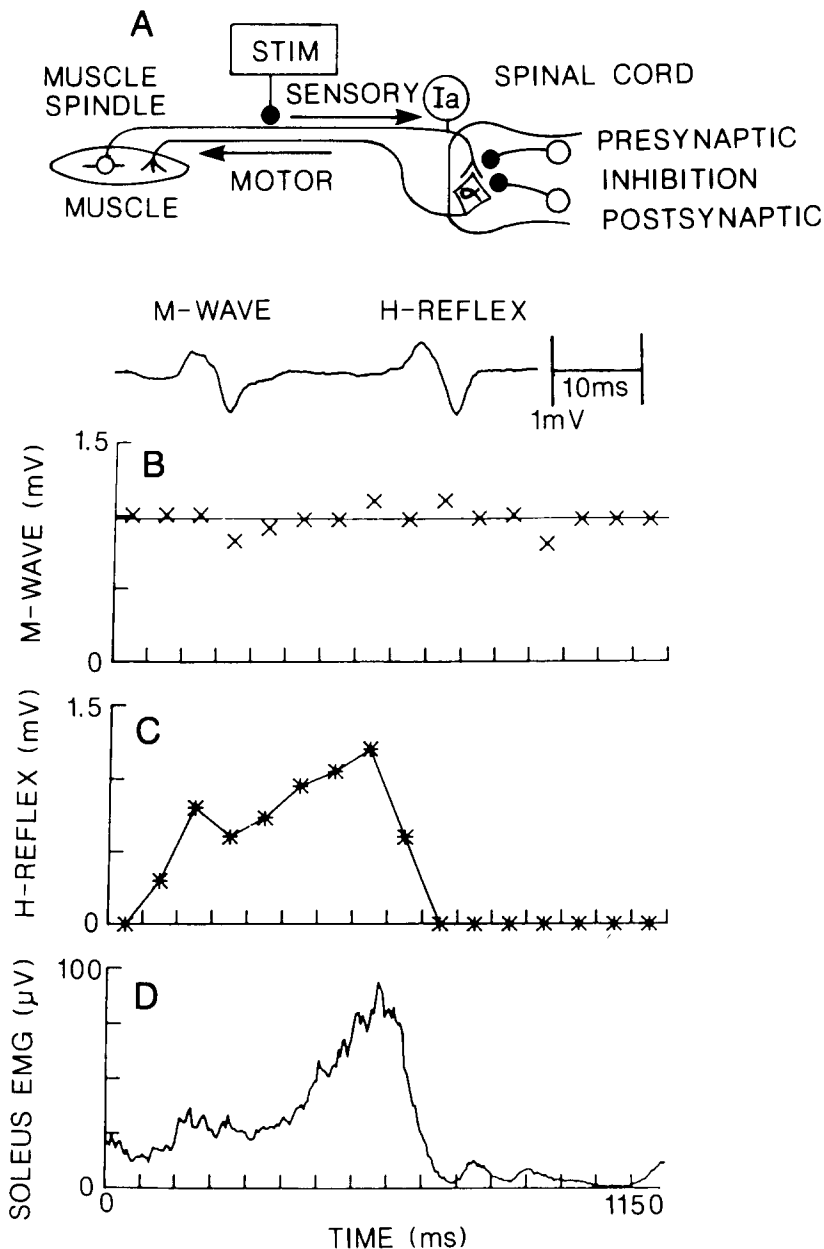 A
STIM
MUSCLE
SPINDLE
SENSORY
Ia
SPINAL CORD
PRESYNAPTIC
INHIBITION
POSTSYNAPTIC
MOTOR
MUSCLE
α
M-WAVE
H-REFLEX
10ms
1mV
B
M-WAVE (mV)
1.5
0
C
H-REFLEX (mV)
1.5
0
D
SOLEUS EMG (μV)
100
50
0
0
1150
TIME (ms)